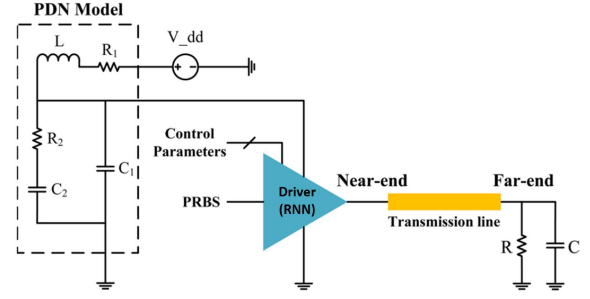 PDN Model
L
R1
V_dd
+ -
R2
C1
C2
Control
Parameters
PRBS
Driver
(RNN)
Near-end
Far-end
Transmission line
R
C